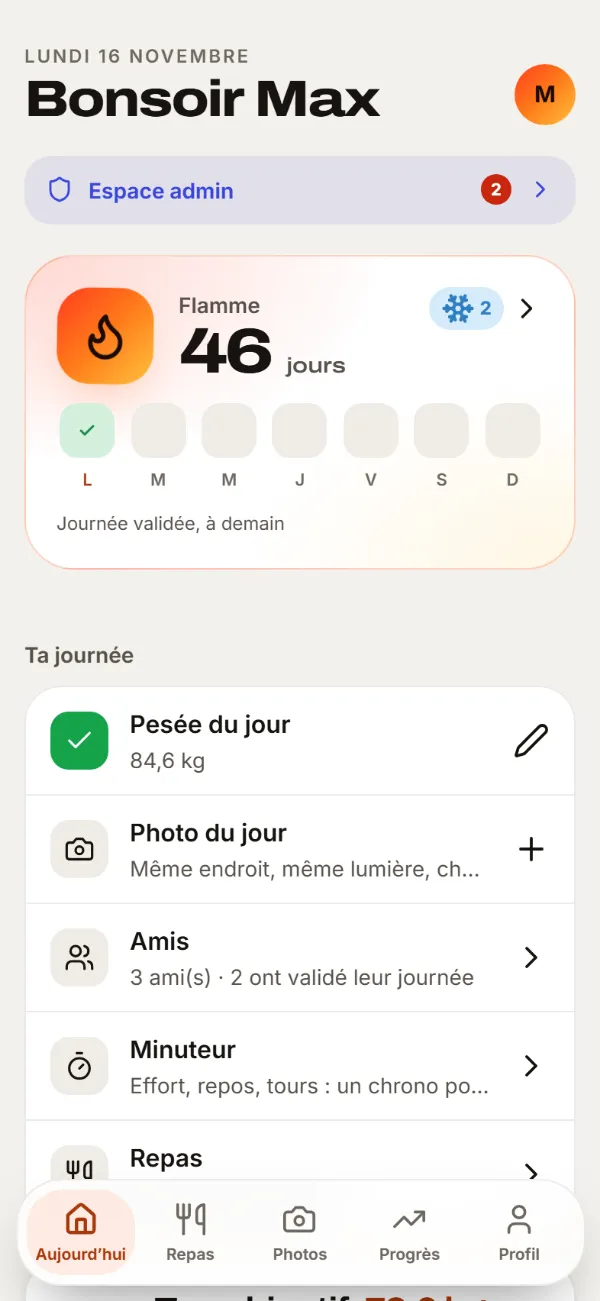 LUNDI 16 NOVEMBRE
Bonsoir Max
M
Espace admin
2
Flamme
2
46 jours
L M M J V S D
Journée validée, à demain
Ta journée
Pesée du jour
84,6 kg
Photo du jour
Même endroit, même lumière, ch...
Amis
3 ami(s) · 2 ont validé leur journée
Minuteur
Effort, repos, tours : un chrono po...
Repas
Aujourd'hui
Repas
Photos
Progrès
Profil